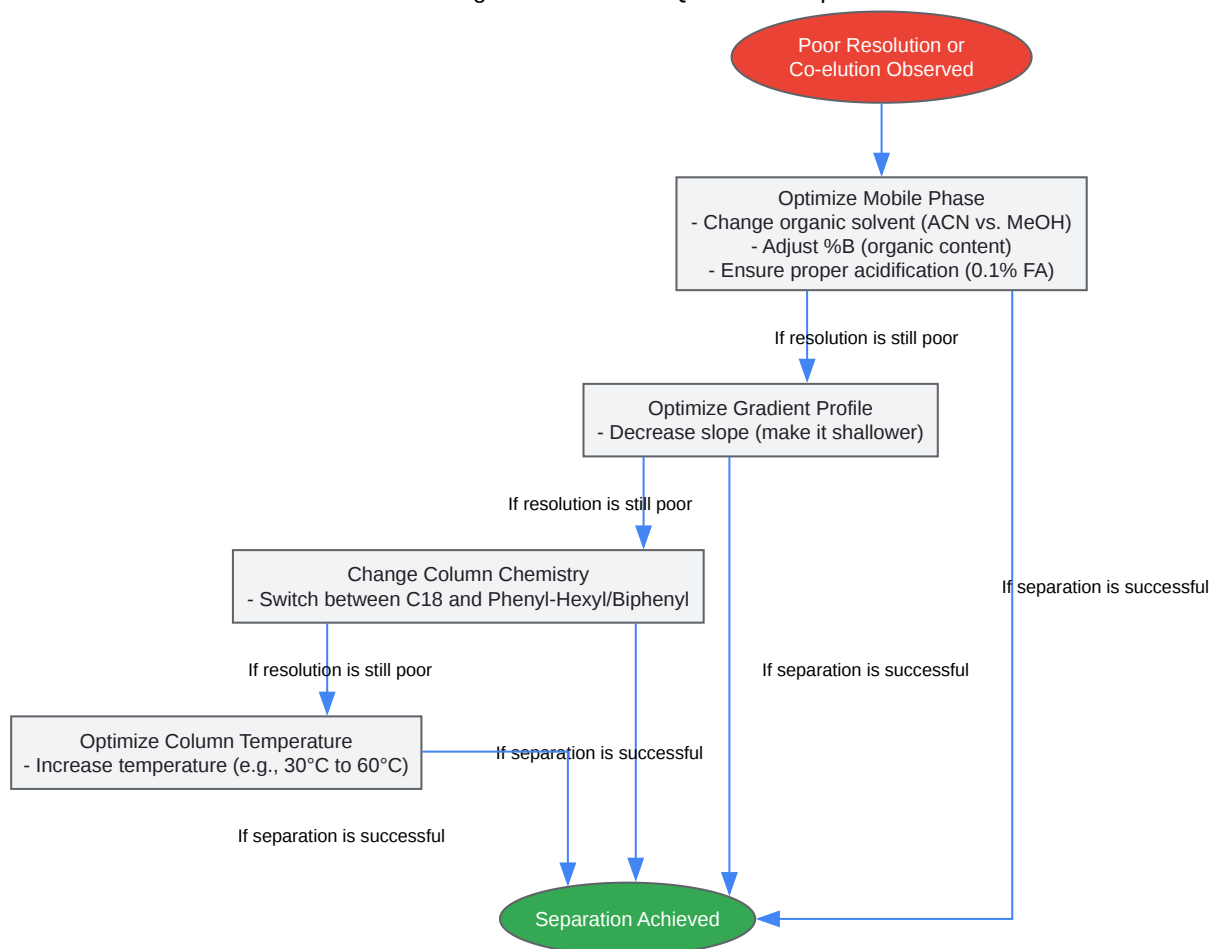 Poor Resolution or
Co-elution Observed
Optimize Mobile Phase
- Change organic solvent (ACN vs. MeOH)
- Adjust %B (organic content)
- Ensure proper acidification (0.1% FA)
If resolution is still poor
Optimize Gradient Profile
- Decrease slope (make it shallower)
If resolution is still poor
Change Column Chemistry
- Switch between C18 and Phenyl-Hexyl/Biphenyl
If separation is successful
If resolution is still poor
If separation is successful
Optimize Column Temperature
- Increase temperature (e.g., 30°C to 60°C)
If separation is successful
If separation is successful
Separation Achieved